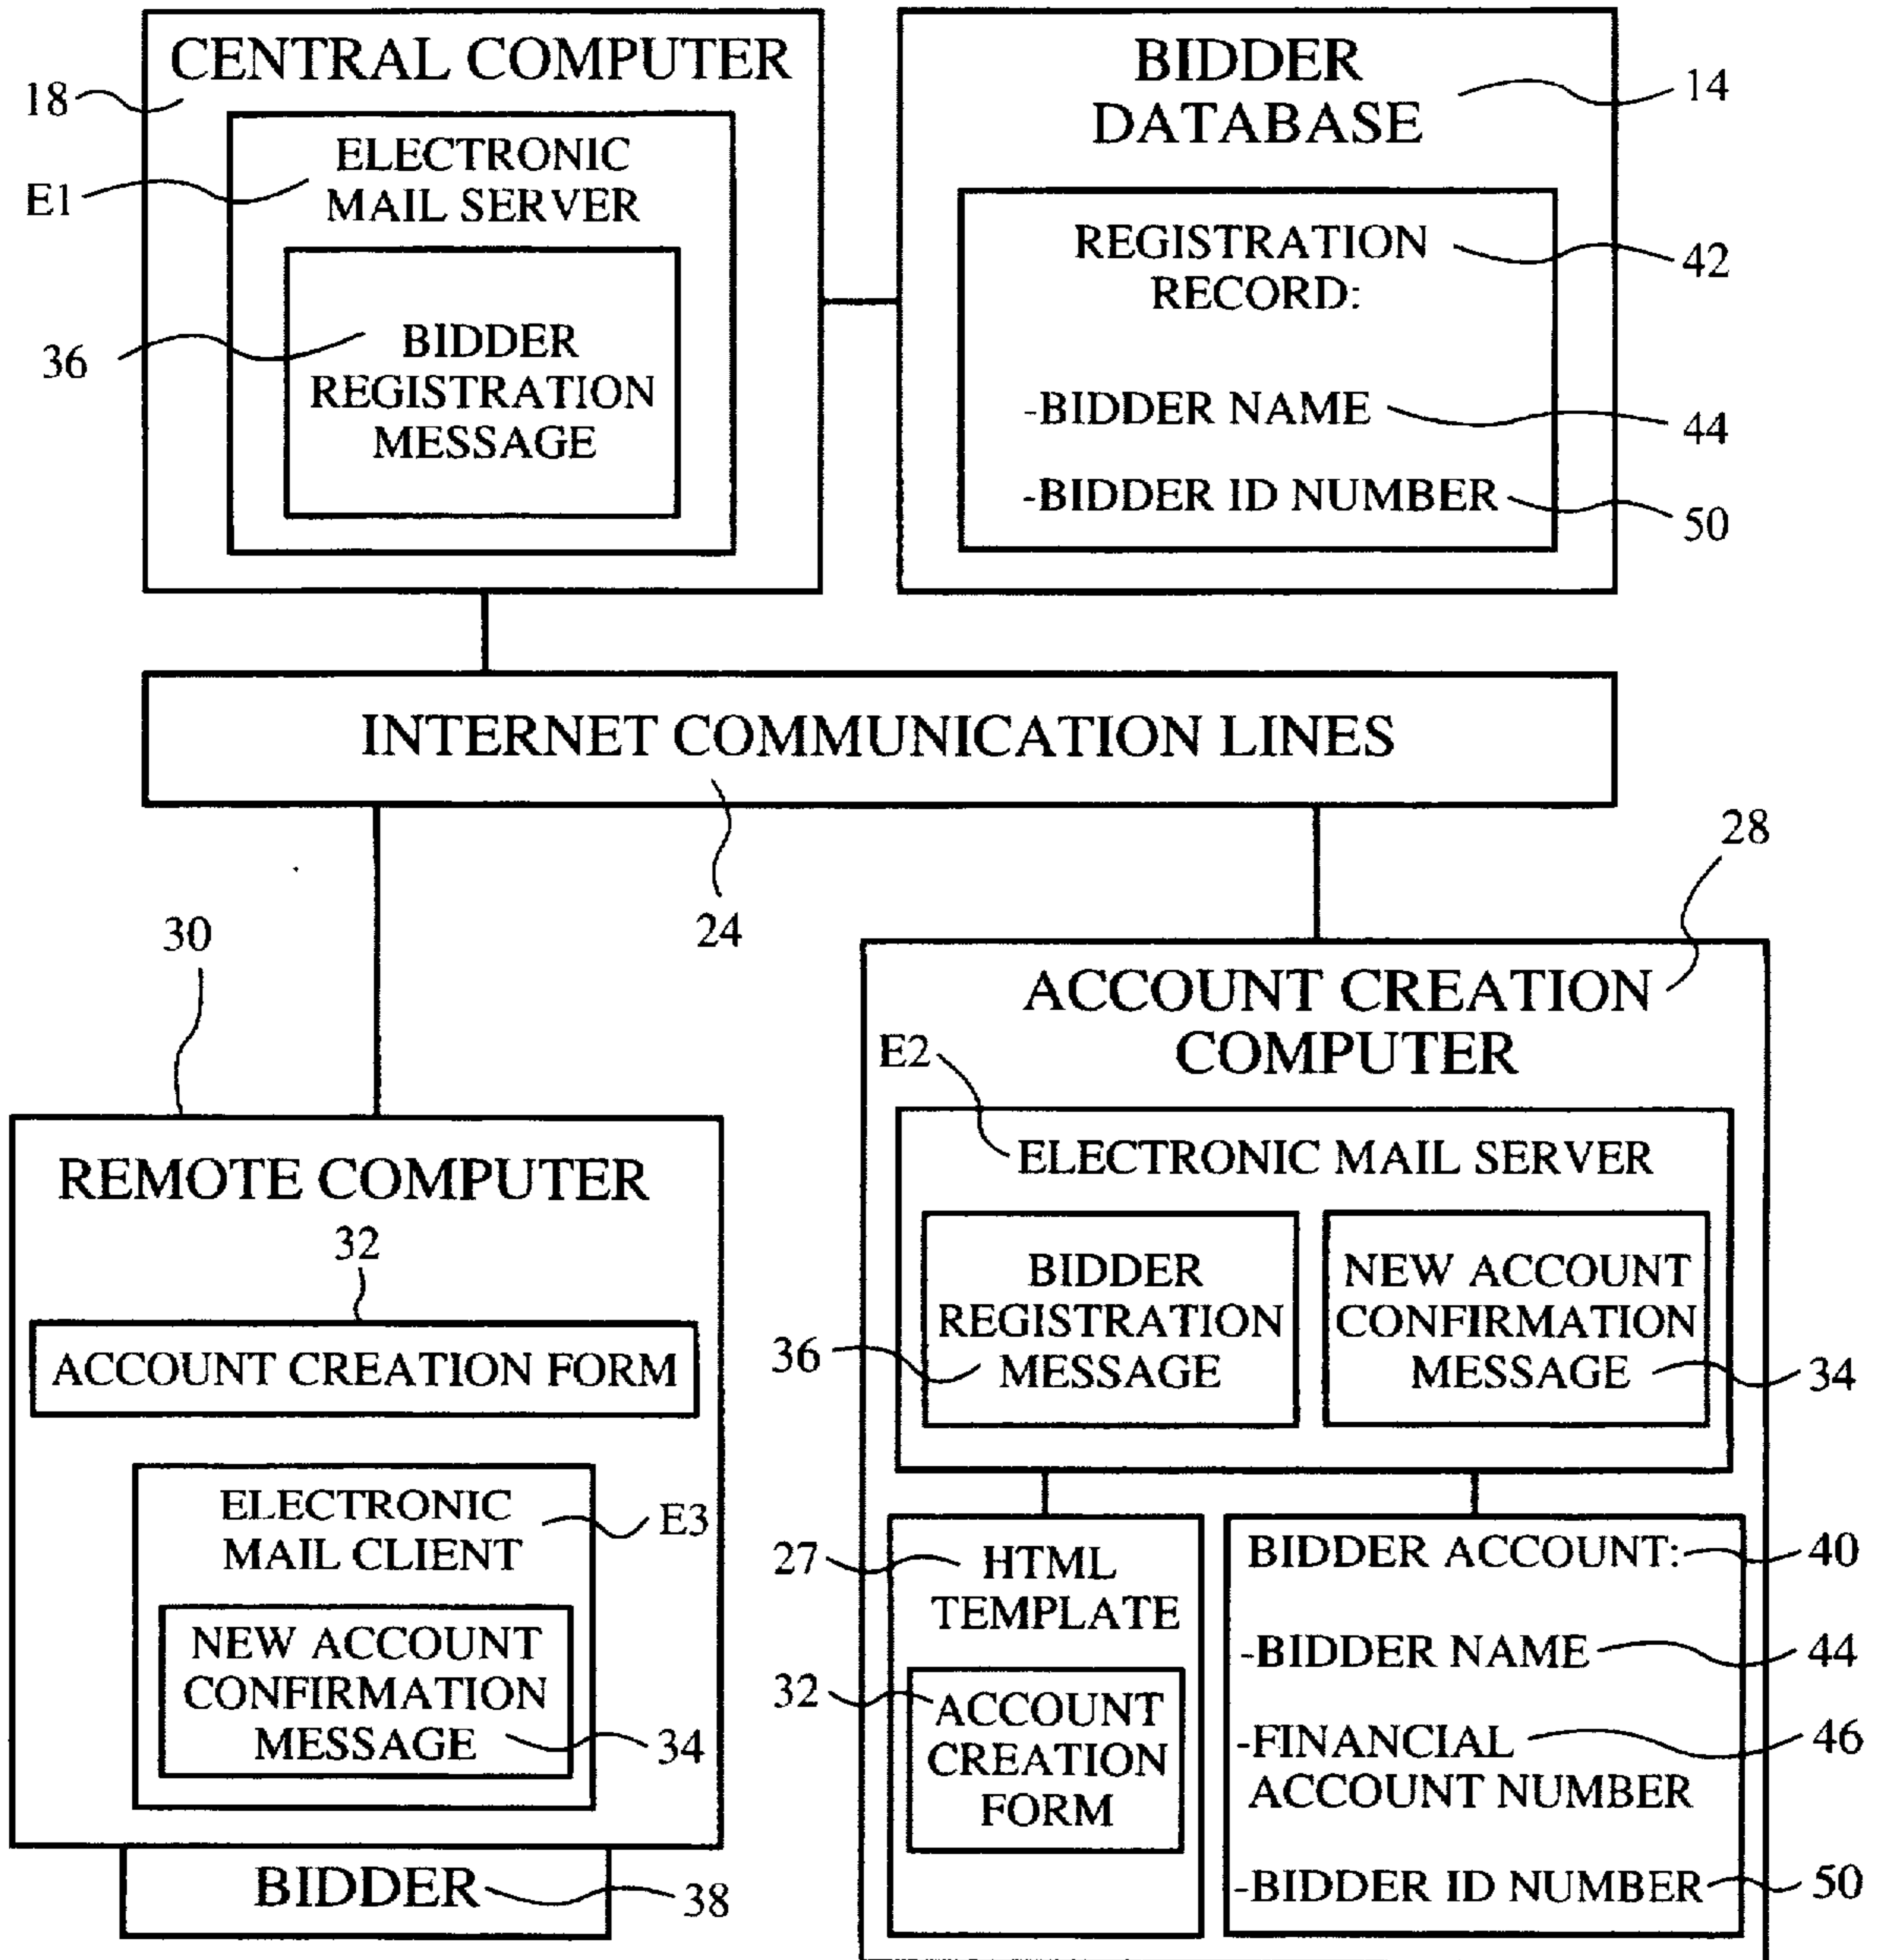 CENTRAL COMPUTER
18
ELECTRONIC
MAIL SERVER
E1
BIDDER
REGISTRATION
MESSAGE
36
BIDDER
DATABASE
14
REGISTRATION
RECORD:
42
-BIDDER NAME
44
-BIDDER ID NUMBER
50
INTERNET COMMUNICATION LINES
24
30
REMOTE COMPUTER
32
ACCOUNT CREATION FORM
ELECTRONIC
MAIL CLIENT
E3
NEW ACCOUNT
CONFIRMATION
MESSAGE
34
BIDDER
38
28
ACCOUNT CREATION
COMPUTER
E2
ELECTRONIC MAIL SERVER
BIDDER
REGISTRATION
MESSAGE
36
NEW ACCOUNT
CONFIRMATION
MESSAGE
34
27
HTML
TEMPLATE
32
ACCOUNT
CREATION
FORM
BIDDER ACCOUNT:
40
-BIDDER NAME
44
-FINANCIAL
ACCOUNT NUMBER
46
-BIDDER ID NUMBER
50